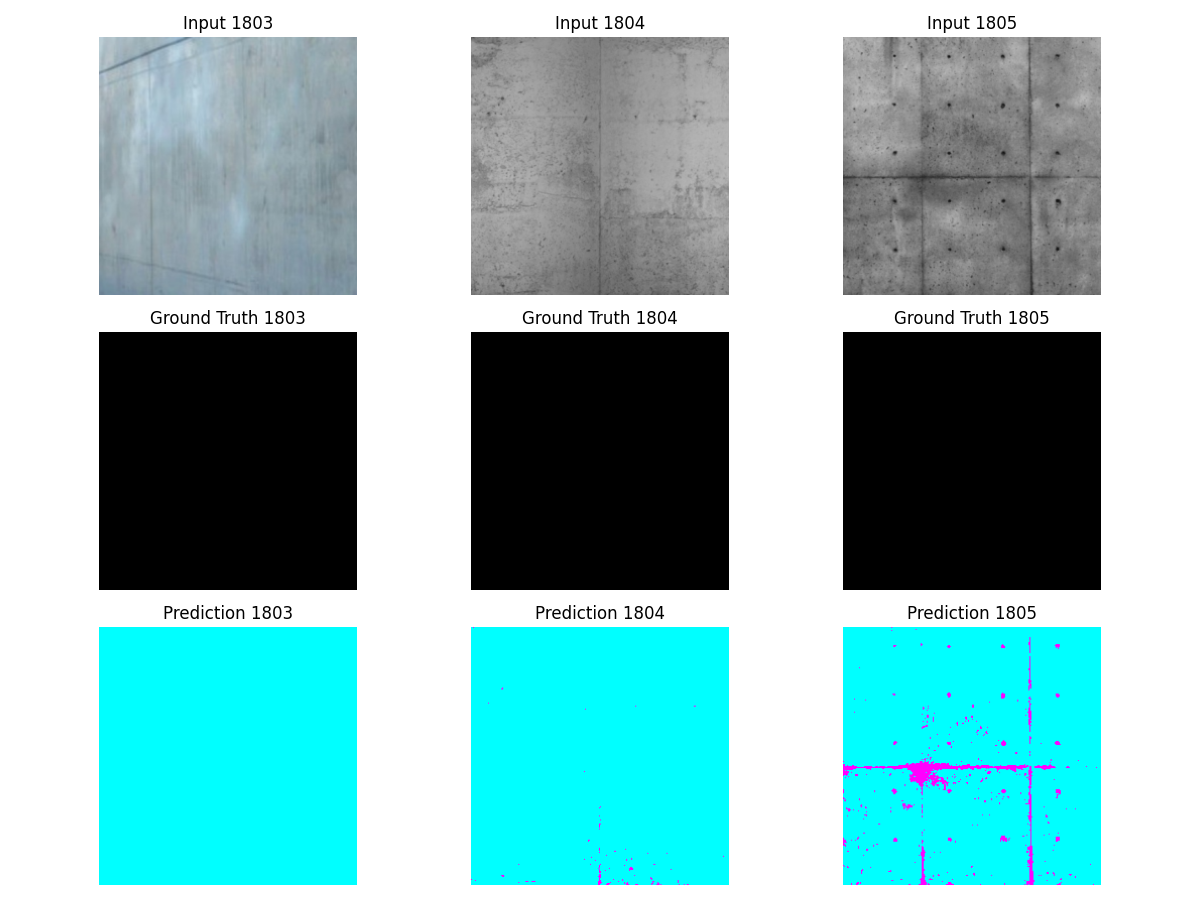 Input 1803
Input 1804
Input 1805
Ground Truth 1803
Ground Truth 1804
Ground Truth 1805
Prediction 1803
Prediction 1804
Prediction 1805